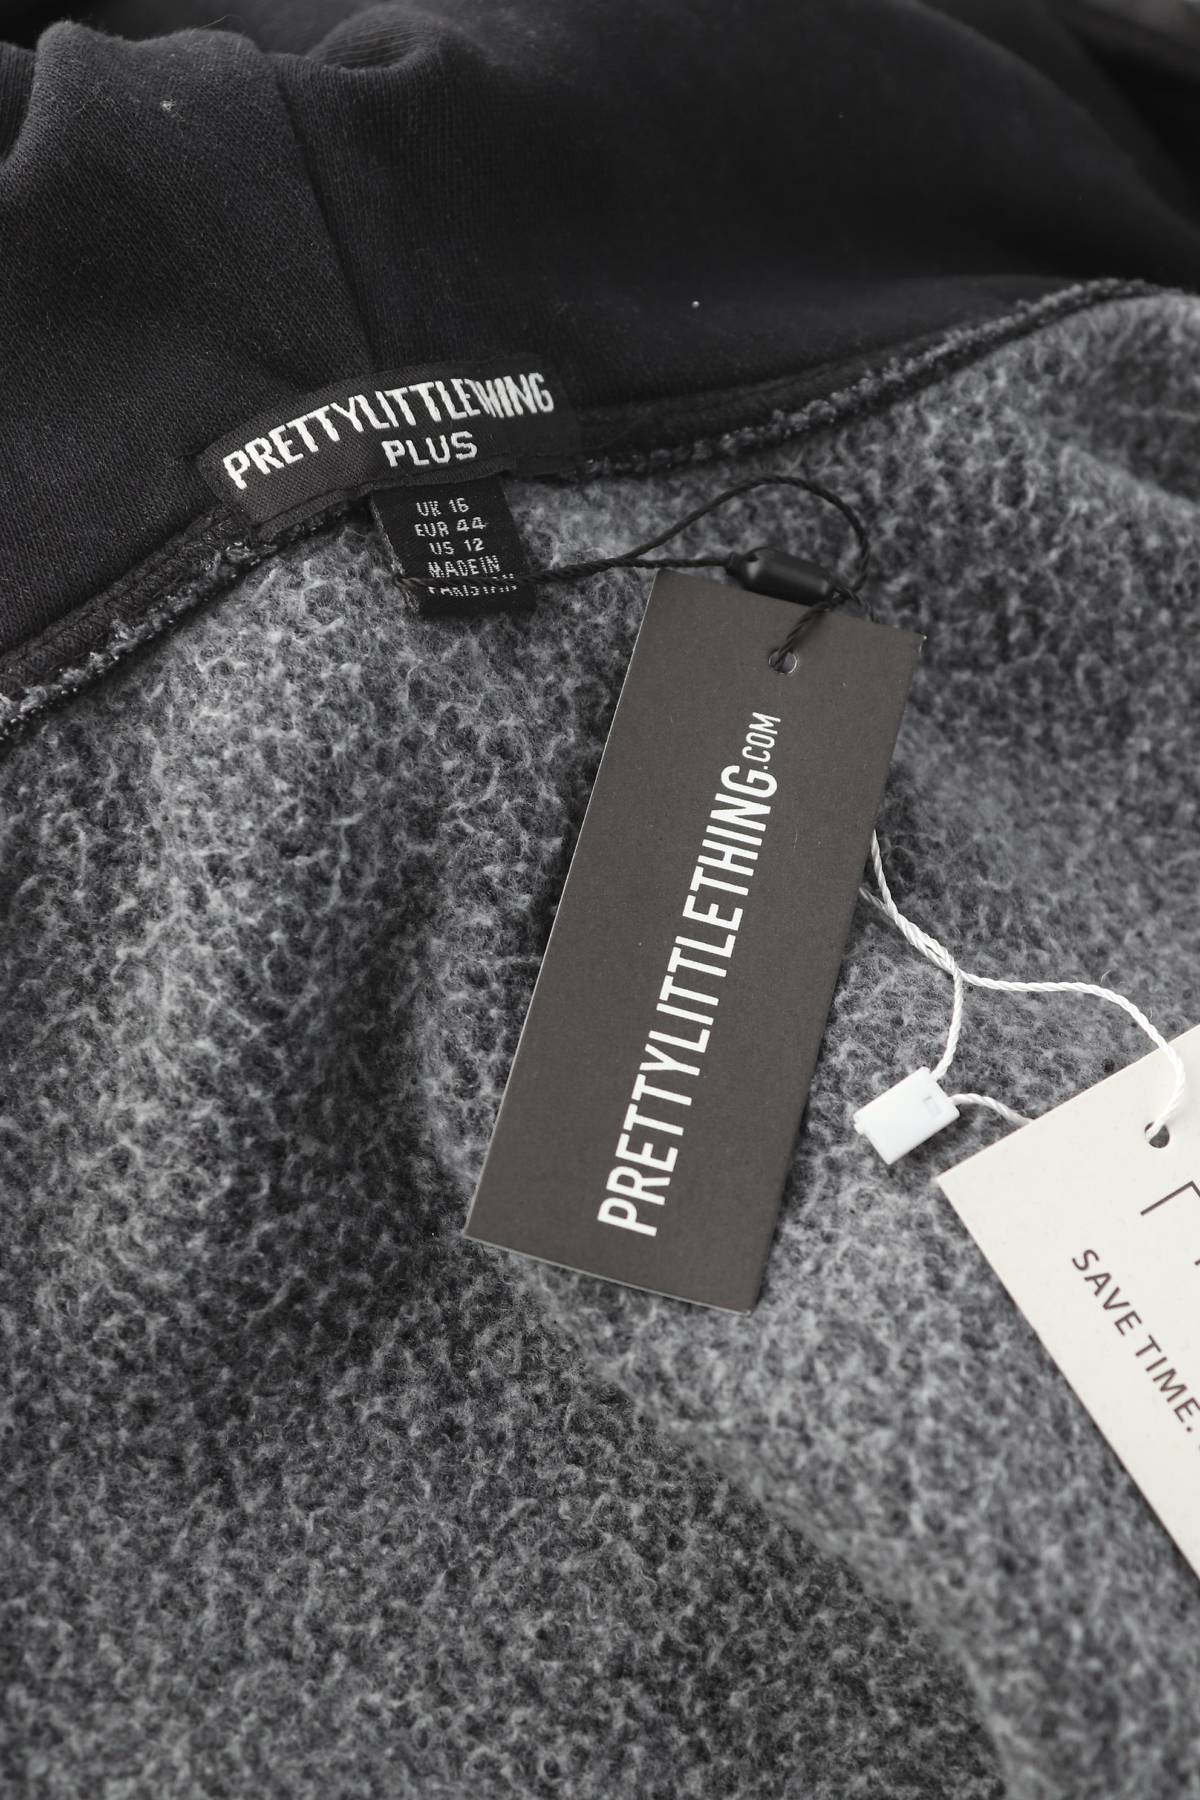 PRETTYLITTLETHING
PLUS
UK 16
EUR 44
US 12
MADE IN
PRETTYLITTLETHING.COM
SAVE TIME.